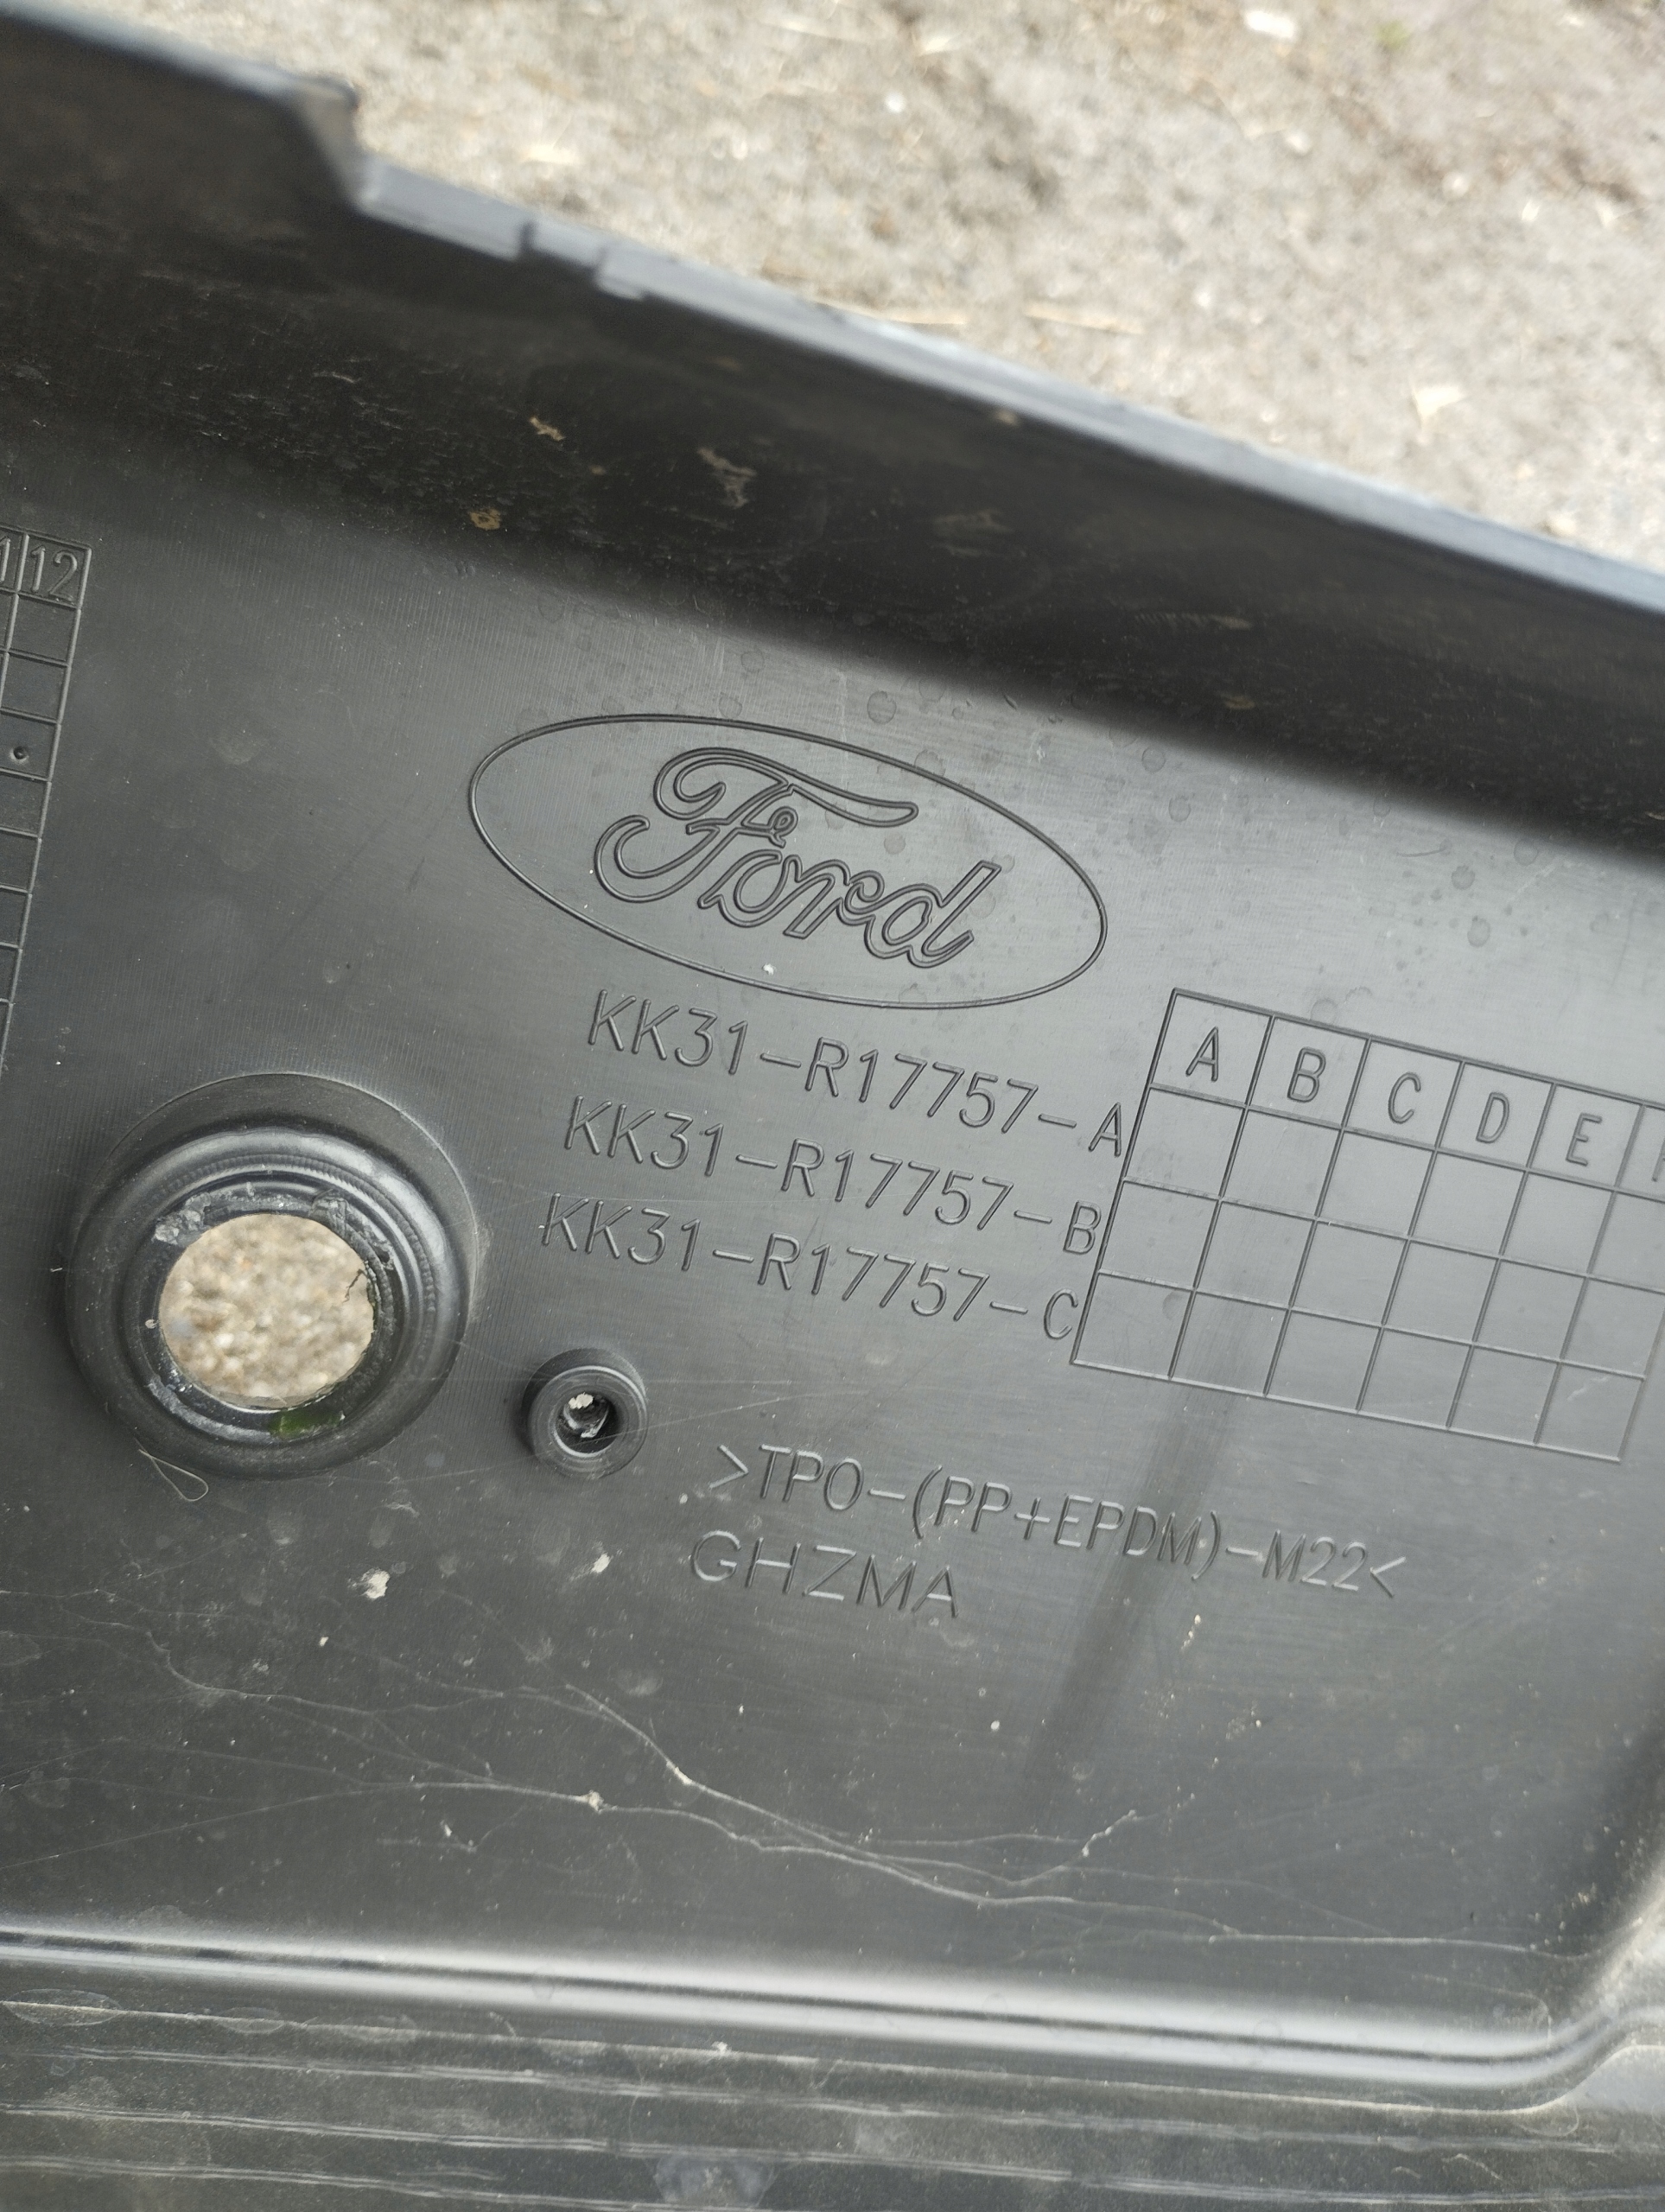 12
Ford
KK31-R17757-A
KK31-R17757-B
KK31-R17757-C
A B C D E
>TPO-(PP+EPDM)-M22<
GHZMA